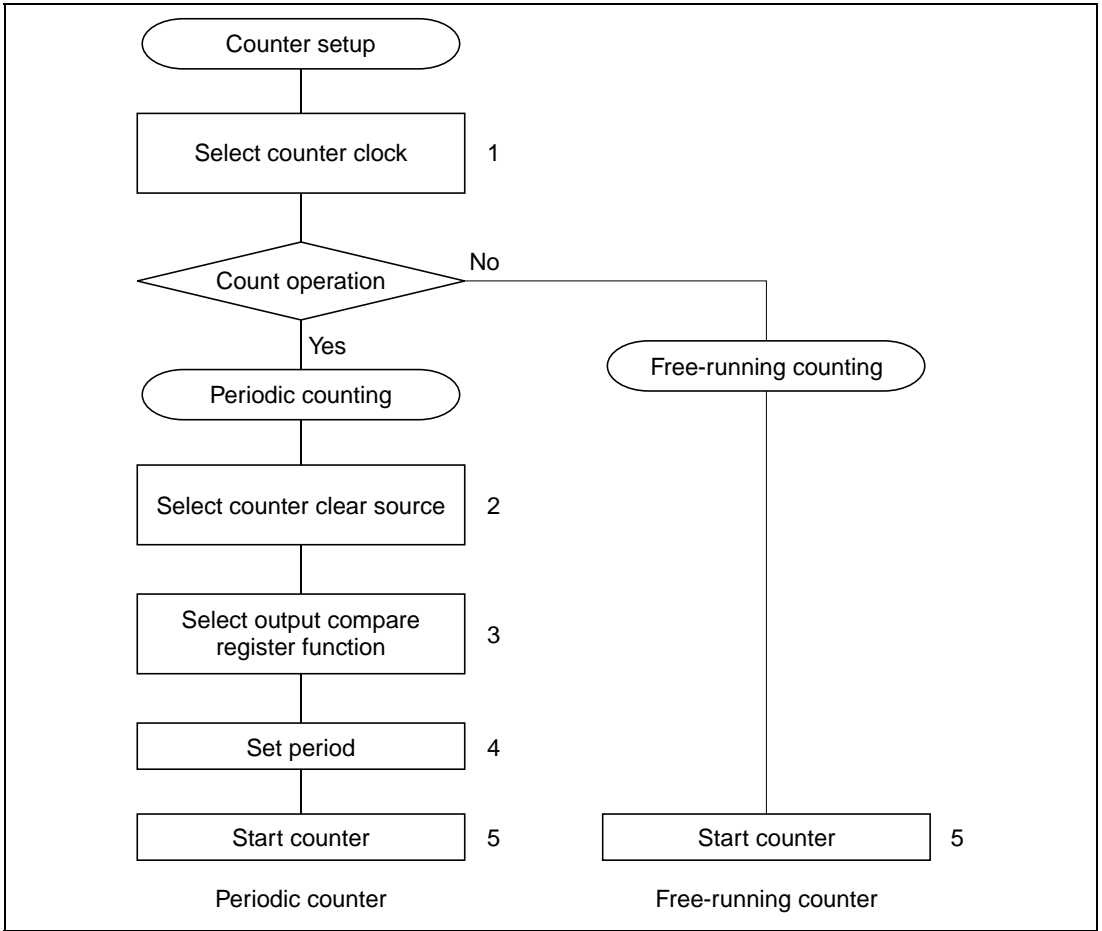 Counter setup
Select counter clock
1
Count operation
No
Yes
Free-running counting
Periodic counting
Select counter clear source
2
Select output compare
register function
3
Set period
4
Start counter
5
Start counter
5
Periodic counter
Free-running counter